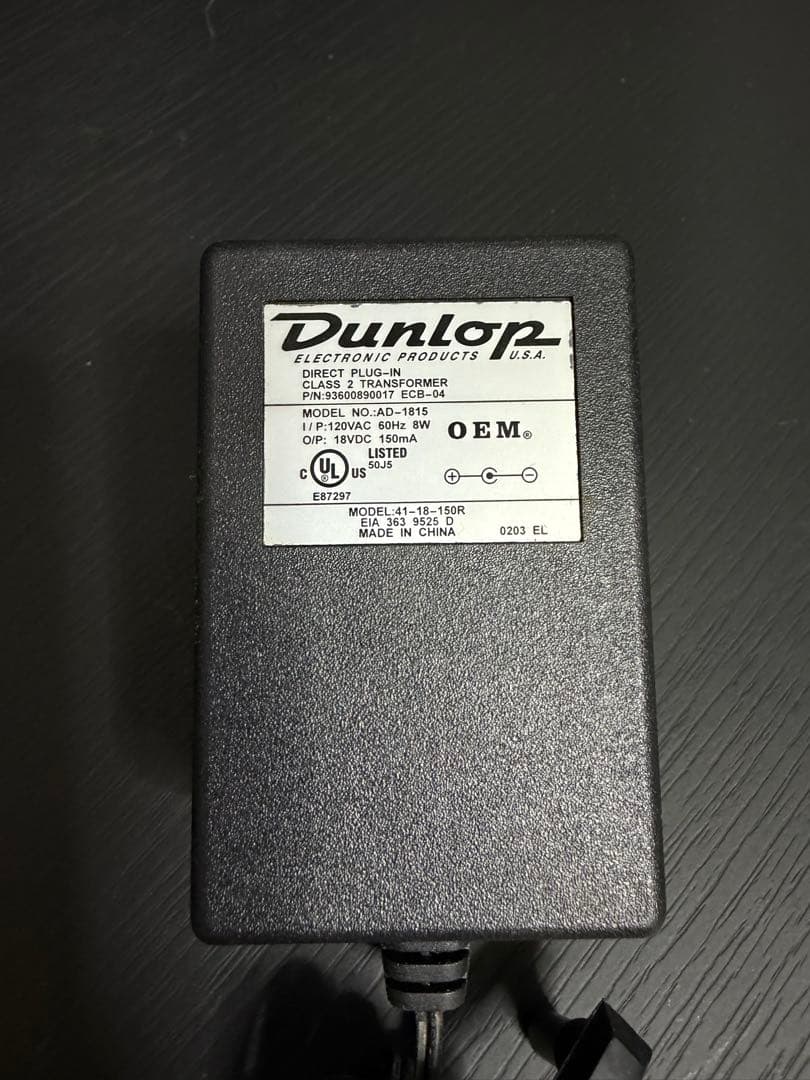 Dunlop
ELECTRONIC PRODUCTS U.S.A.
DIRECT PLUG-IN
CLASS 2 TRANSFORMER
P/N:93600890017 ECB-04
MODEL NO.:AD-1815
I/P:120VAC 60Hz 8W
O/P: 18VDC 150mA
OEM®
C UL® US
LISTED
50J5
E87297
+ -
MODEL:41-18-150R
EIA 363 9525 D
MADE IN CHINA
0203 EL